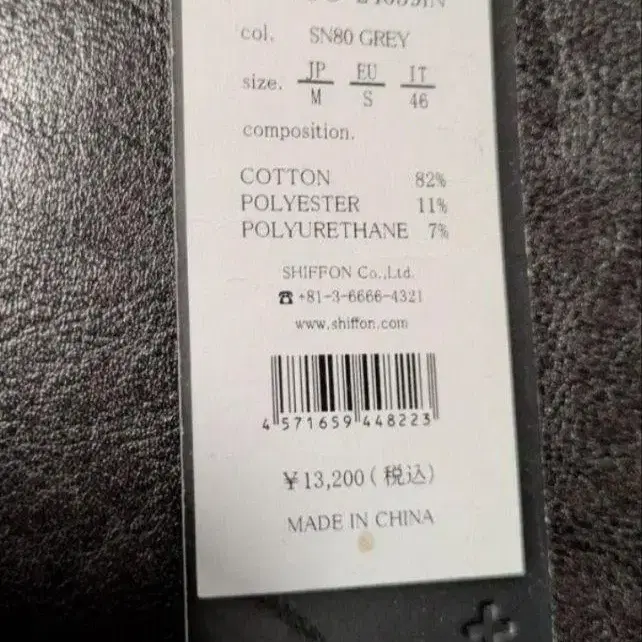 col. SN80 GREY
size. JP EU IT
M S 46
composition.
COTTON 82%
POLYESTER 11%
POLYURETHANE 7%
SHIFFON Co.,Ltd.
☎ +81-3-6666-4321
www.shiffon.com
4 571659 448223
¥13,200(税込)
MADE IN CHINA